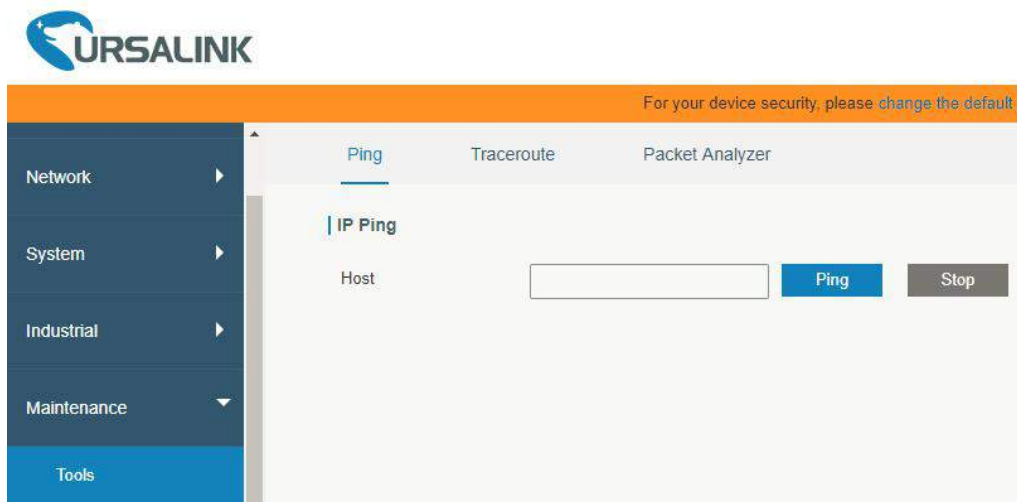 URSALINK
For your device security, please change the default
Ping Traceroute Packet Analyzer
Network
IP Ping
System
Host Ping Stop
Industrial
Maintenance
Tools